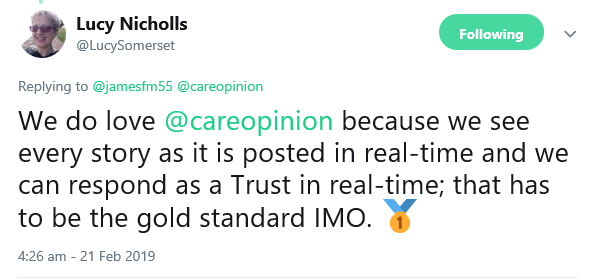 Lucy Nicholls
@LucySomerset
Following
Replying to @jamesfm55 @careopinion
We do love @careopinion because we see
every story as it is posted in real-time and we
can respond as a Trust in real-time; that has
to be the gold standard IMO. 🏅
4:26 am - 21 Feb 2019